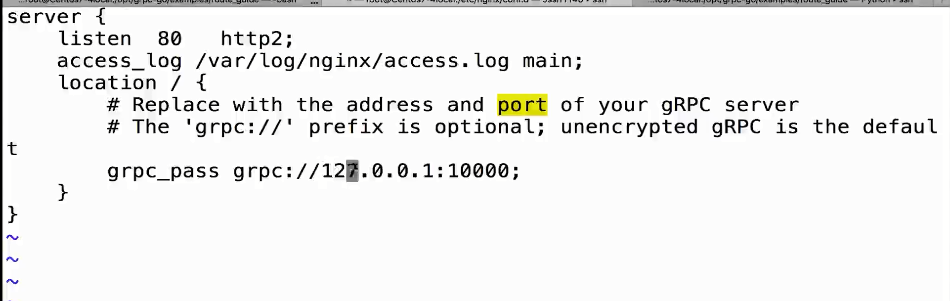 server {
    listen  80   http2;
    access_log /var/log/nginx/access.log main;
    location / {
        # Replace with the address and port of your gRPC server
        # The 'grpc://' prefix is optional; unencrypted gRPC is the defaul
t
        grpc_pass grpc://127.0.0.1:10000;
    }
}
~
~
~